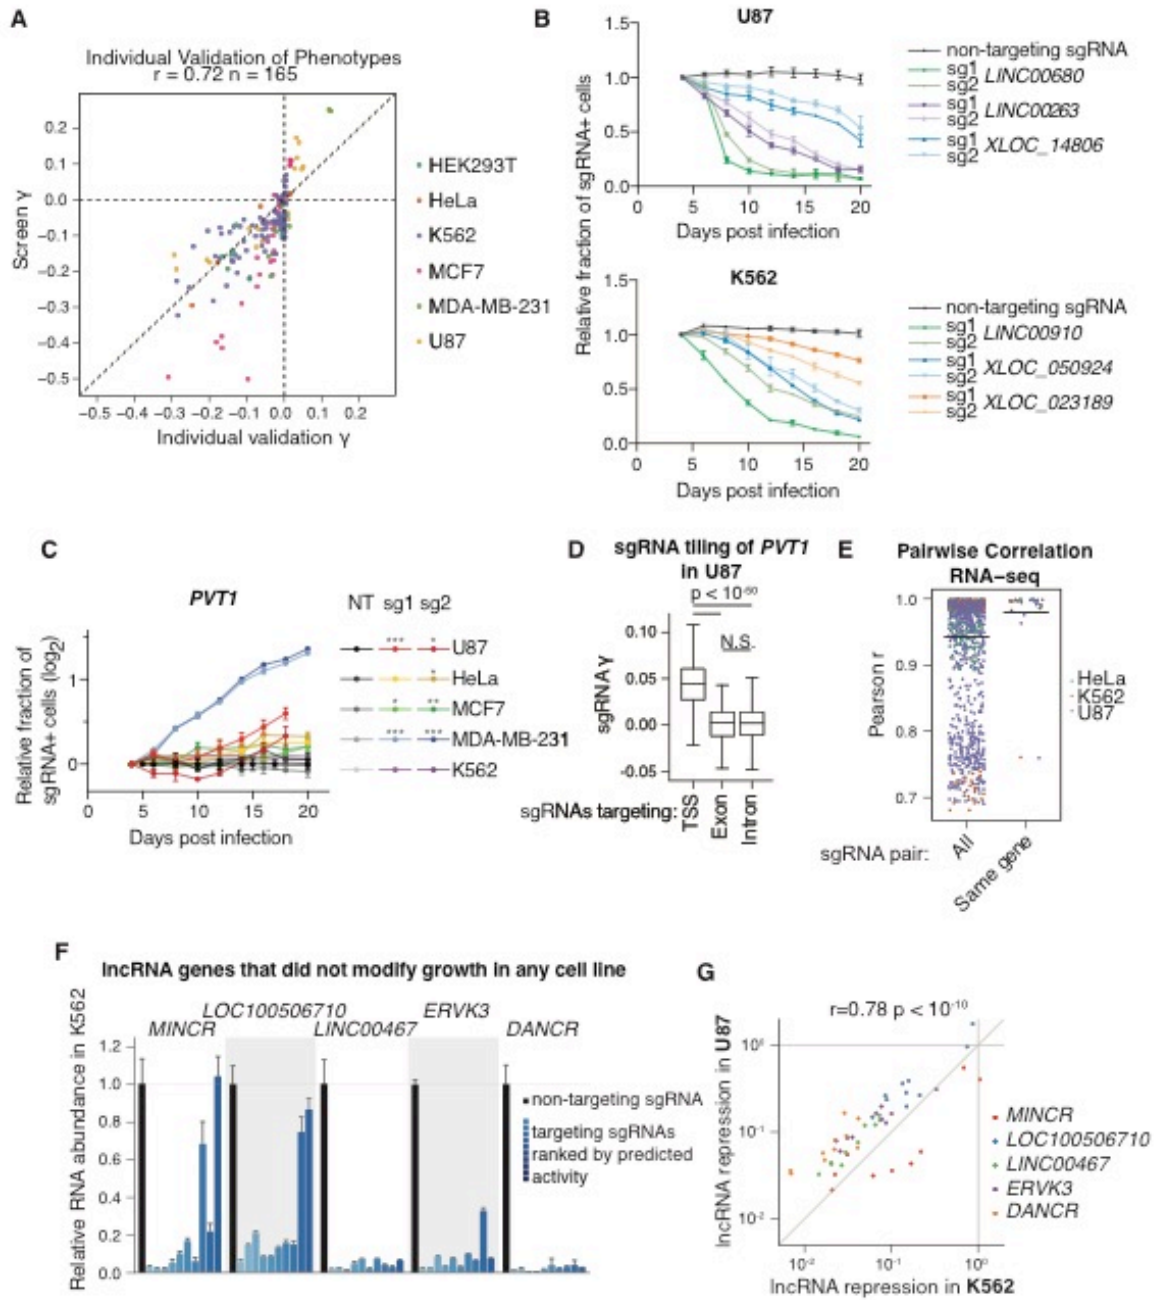 A
Individual Validation of Phenotypes
r = 0.72 n = 165
Screen γ
0.2
0.1
0.0
−0.1
−0.2
−0.3
−0.4
−0.5
−0.5 −0.4 −0.3 −0.2 −0.1 0.0 0.1 0.2
Individual validation γ
HEK293T
HeLa
K562
MCF7
MDA-MB-231
U87
B
U87
Relative fraction of sgRNA+ cells
1.5
1.0
0.5
0.0
0 5 10 15 20
Days post infection
non-targeting sgRNA
sg1
sg2
LINC00680
sg1
sg2
LINC00263
sg1
sg2
XLOC_14806
K562
1.5
1.0
0.5
0.0
0 5 10 15 20
Days post infection
non-targeting sgRNA
sg1
sg2
LINC00910
sg1
sg2
XLOC_050924
sg1
sg2
XLOC_023189
C
PVT1
Relative fraction of
sgRNA+ cells (log2)
1
0
0 5 10 15 20
Days post infection
NT sg1 sg2
*** * U87
* HeLa
* ** MCF7
*** *** MDA-MB-231
K562
D
sgRNA tiling of PVT1
in U87
p < 10-60
N.S.
sgRNA γ
0.10
0.05
0.00
-0.05
sgRNAs targeting:
TSS
Exon
Intron
E
Pairwise Correlation
RNA−seq
Pearson r
1.0
0.9
0.8
0.7
HeLa
K562
U87
sgRNA pair:
All
Same gene
F
lncRNA genes that did not modify growth in any cell line
Relative RNA abundance in K562
LOC100506710 ERVK3
MINCR LINC00467 DANCR
1.2
1.0
0.8
0.6
0.4
0.2
0.0
non-targeting sgRNA
targeting sgRNAs
ranked by predicted
activity
G
r=0.78 p < 10-10
lncRNA repression in U87
100
10-1
10-2
10-2 10-1 100
lncRNA repression in K562
MINCR
LOC100506710
LINC00467
ERVK3
DANCR